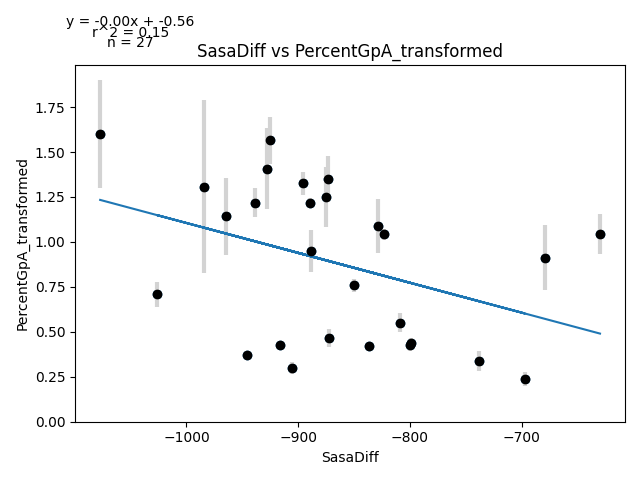 y = -0.00x + -0.56
r^2 = 0.15
n = 27
SasaDiff vs PercentGpA_transformed
PercentGpA_transformed
1.75
1.50
1.25
1.00
0.75
0.50
0.25
0.00
−1000
−900
−800
−700
SasaDiff